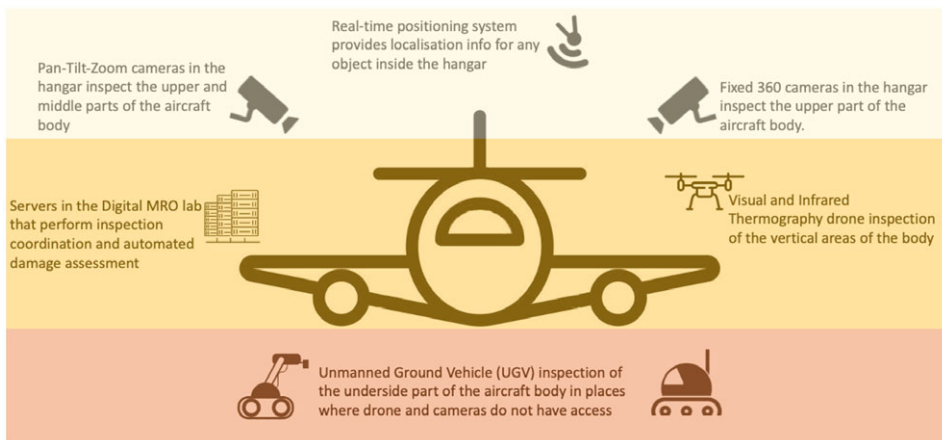 Real-time positioning system
provides localisation info for any
object inside the hangar
Pan-Tilt-Zoom cameras in the
hangar inspect the upper and
middle parts of the aircraft
body
Fixed 360 cameras in the hangar
inspect the upper part of the
aircraft body.
Servers in the Digital MRO lab
that perform inspection
coordination and automated
damage assessment
Visual and Infrared
Thermography drone inspection
of the vertical areas of the body
Unmanned Ground Vehicle (UGV) inspection of
the underside part of the aircraft body in places
where drone and cameras do not have access